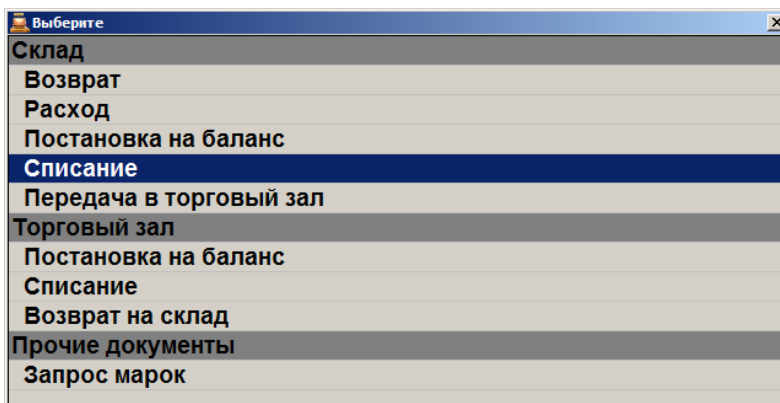 Выберите
Склад
Возврат
Расход
Постановка на баланс
Списание
Передача в торговый зал
Торговый зал
Постановка на баланс
Списание
Возврат на склад
Прочие документы
Запрос марок